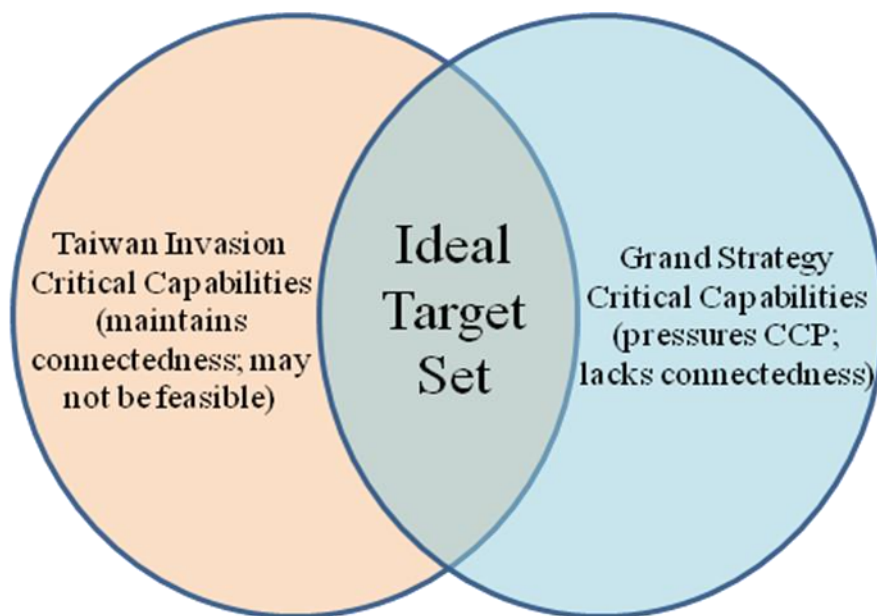 Taiwan Invasion
Critical Capabilities
(maintains
connectedness; may
not be feasible)
Ideal
Target
Set
Grand Strategy
Critical Capabilities
(pressures CCP;
lacks connectedness)